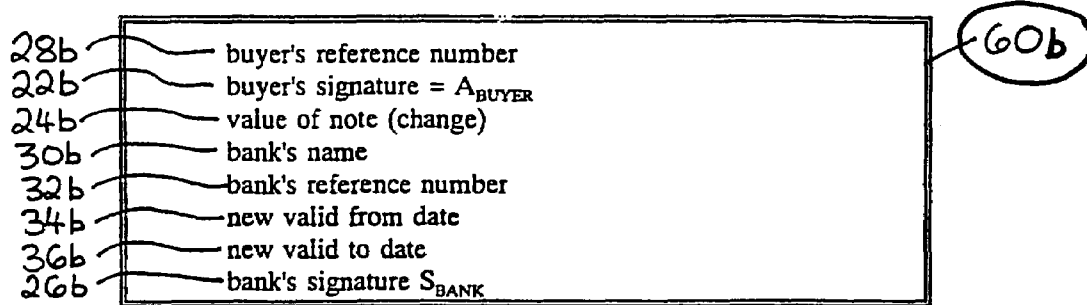 28b buyer's reference number 60b
22b buyer's signature = A_BUYER
24b value of note (change)
30b bank's name
32b bank's reference number
34b new valid from date
36b new valid to date
26b bank's signature S_BANK